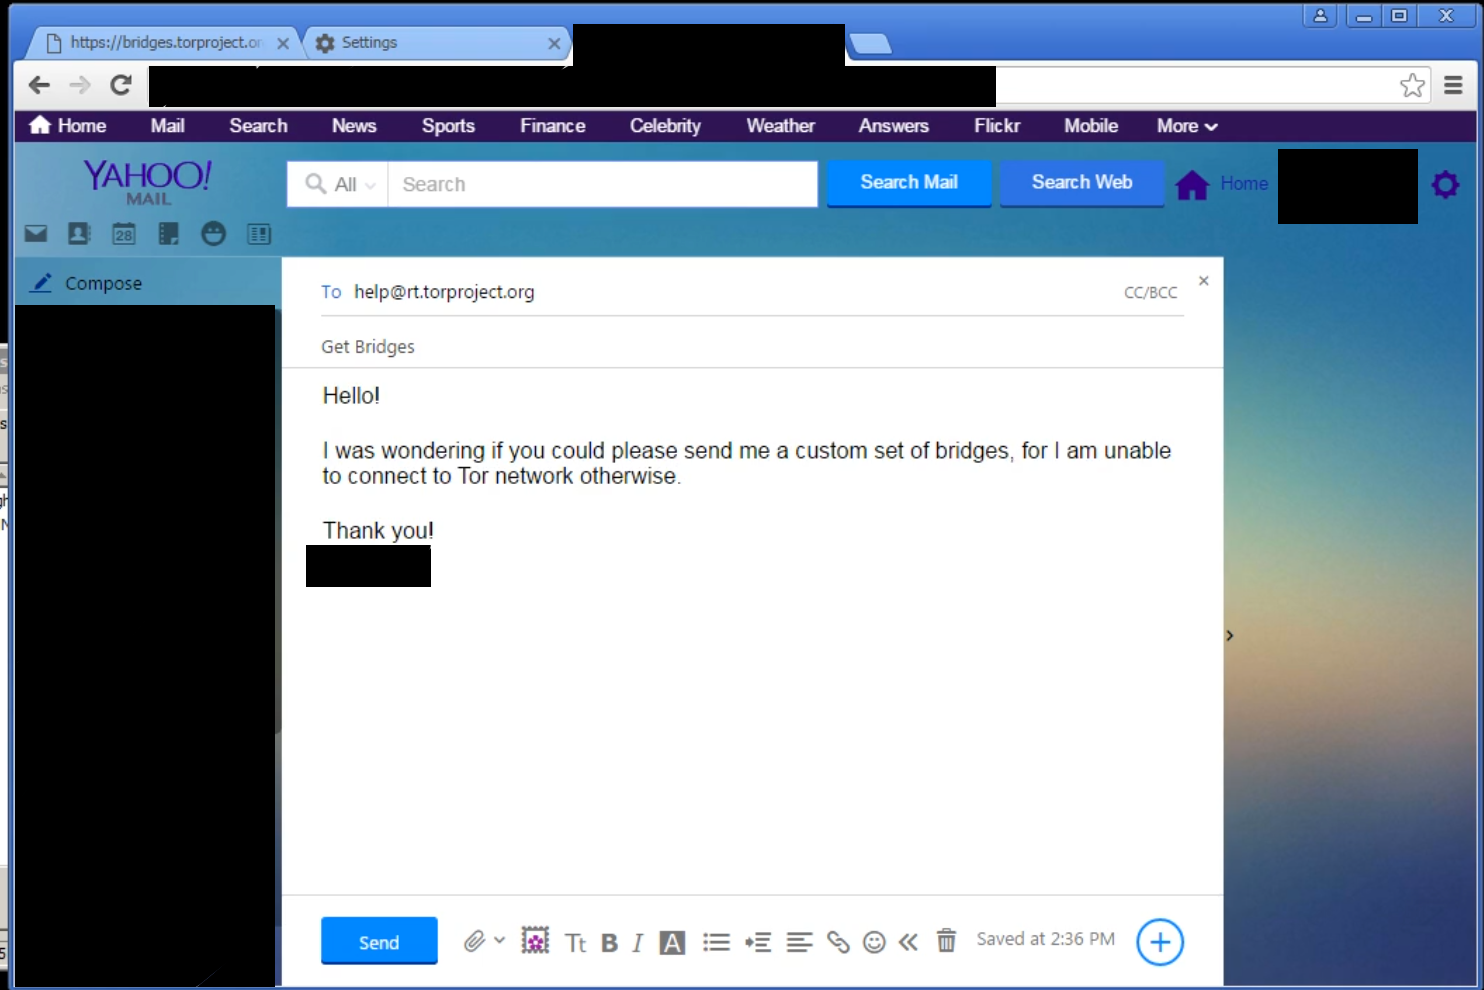 https://bridges.torproject.or
Settings
Home Mail Search News Sports Finance Celebrity Weather Answers Flickr Mobile More
YAHOO!
MAIL
All Search Search Mail Search Web Home
28
Compose
To help@rt.torproject.org CC/BCC
Get Bridges
Hello!
I was wondering if you could please send me a custom set of bridges, for I am unable
to connect to Tor network otherwise.
Thank you!
Send Tt B I A Saved at 2:36 PM